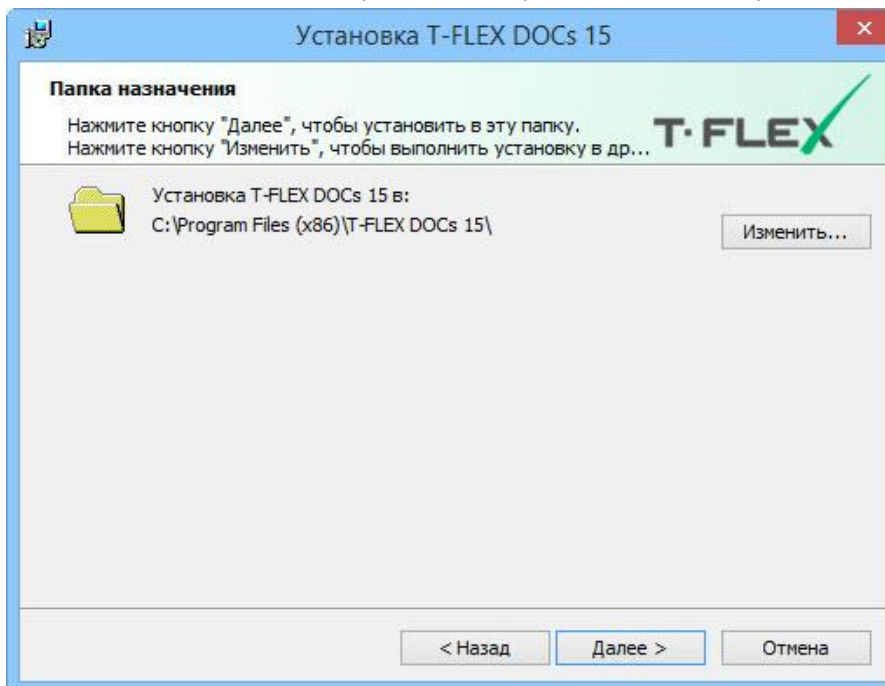 Установка T-FLEX DOCs 15
Папка назначения
Нажмите кнопку "Далее", чтобы установить в эту папку.
Нажмите кнопку "Изменить", чтобы выполнить установку в др...
T-FLEX
Установка T-FLEX DOCs 15 в:
C:\Program Files (x86)\T-FLEX DOCs 15\
Изменить...
< Назад
Далее >
Отмена